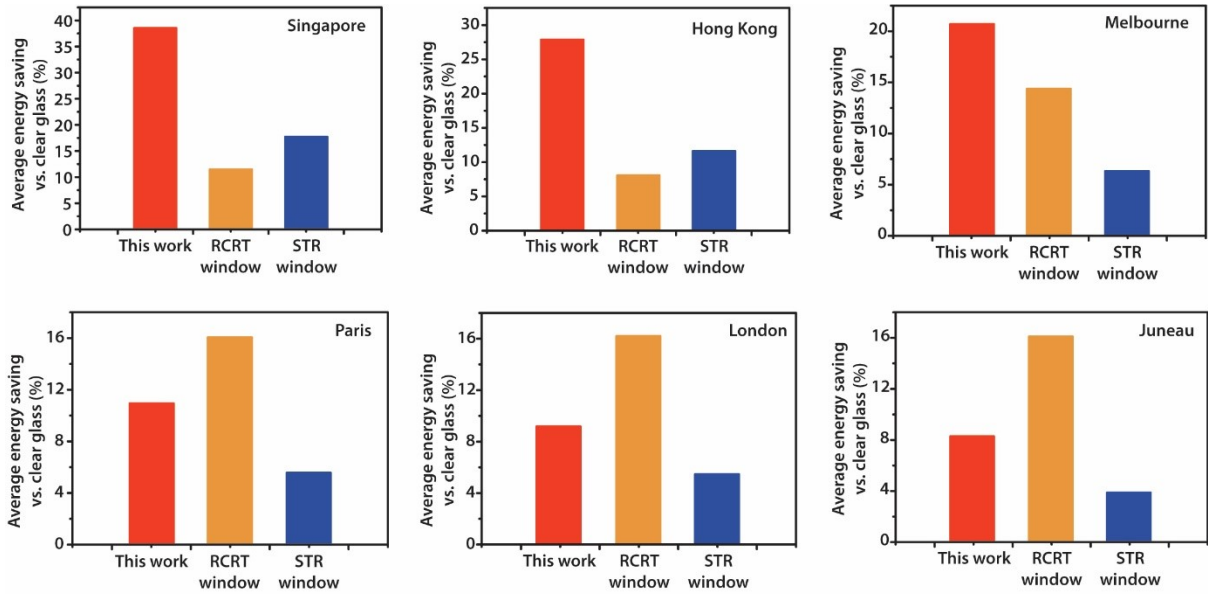 Average energy saving
vs. clear glass (%)
40
35
30
25
20
15
10
5
0
Singapore
This work
RCRT
window
STR
window
Average energy saving
vs. clear glass (%)
30
25
20
15
10
5
0
Hong Kong
This work
RCRT
window
STR
window
Average energy saving
vs. clear glass (%)
20
15
10
5
0
Melbourne
This work
RCRT
window
STR
window
Average energy saving
vs. clear glass (%)
16
12
8
4
0
Paris
This work
RCRT
window
STR
window
Average energy saving
vs. clear glass (%)
16
12
8
4
0
London
This work
RCRT
window
STR
window
Average energy saving
vs. clear glass (%)
16
12
8
4
0
Juneau
This work
RCRT
window
STR
window